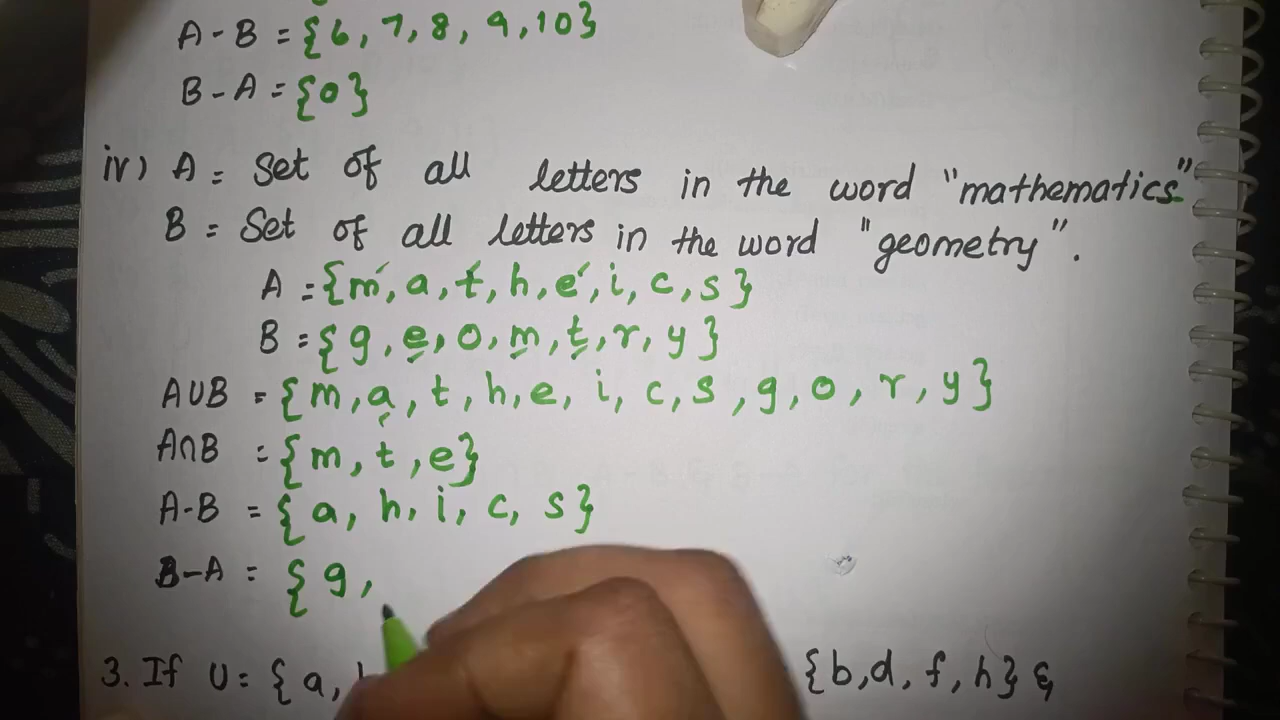 A-B = {6, 7, 8, 9, 10}
B-A = {0}
iv) A = Set of all letters in the word "mathematics"
B = Set of all letters in the word "geometry".
A = {m, a, t, h, e, i, c, s}
B = {g, e, o, m, t, r, y}
A∪B = {m, a, t, h, e, i, c, s, g, o, r, y}
A∩B = {m, t, e}
A-B = {a, h, i, c, s}
B-A = {g,
3. If U = {a, {b, d, f, h} &